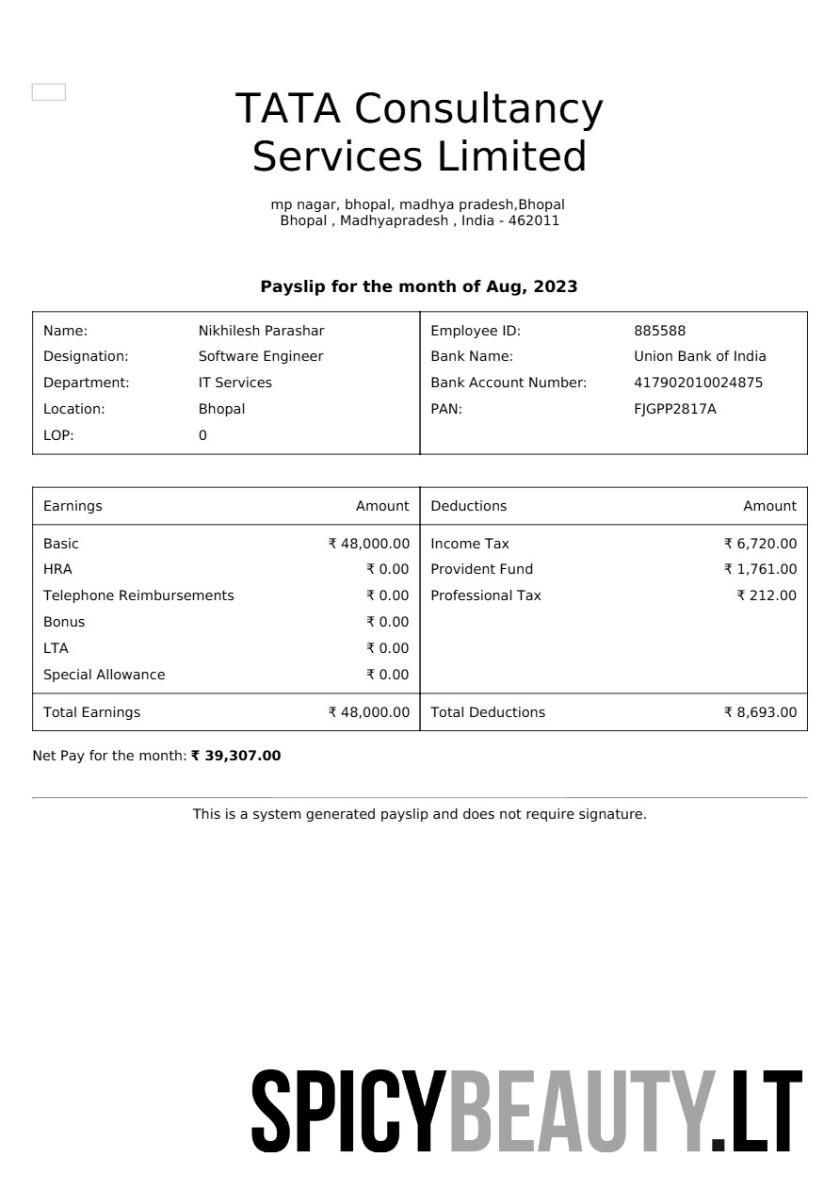 TATA Consultancy
Services Limited
mp nagar, bhopal, madhya pradesh,Bhopal
Bhopal , Madhyapradesh , India - 462011
Payslip for the month of Aug, 2023
Name: Nikhilesh Parashar Employee ID: 885588
Designation: Software Engineer Bank Name: Union Bank of India
Department: IT Services Bank Account Number: 417902010024875
Location: Bhopal PAN: FJGPP2817A
LOP: 0
Earnings Amount Deductions Amount
Basic ₹ 48,000.00 Income Tax ₹ 6,720.00
HRA ₹ 0.00 Provident Fund ₹ 1,761.00
Telephone Reimbursements ₹ 0.00 Professional Tax ₹ 212.00
Bonus ₹ 0.00
LTA ₹ 0.00
Special Allowance ₹ 0.00
Total Earnings ₹ 48,000.00 Total Deductions ₹ 8,693.00
Net Pay for the month: ₹ 39,307.00
This is a system generated payslip and does not require signature.
SPICYBEAUTY.LT